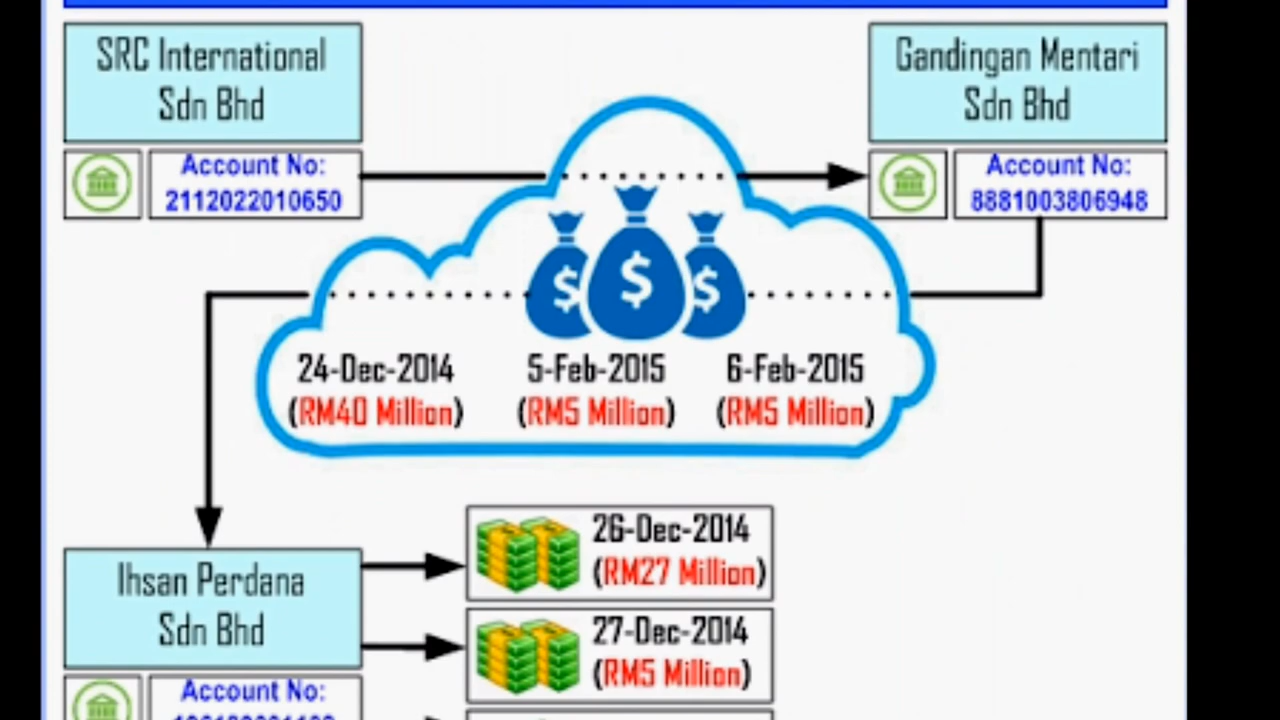 SRC International
Sdn Bhd
Account No:
2112022010650
Gandingan Mentari
Sdn Bhd
Account No:
8881003806948
$ $ $
24-Dec-2014
(RM40 Million)
5-Feb-2015
(RM5 Million)
6-Feb-2015
(RM5 Million)
Ihsan Perdana
Sdn Bhd
Account No:
26-Dec-2014
(RM27 Million)
27-Dec-2014
(RM5 Million)